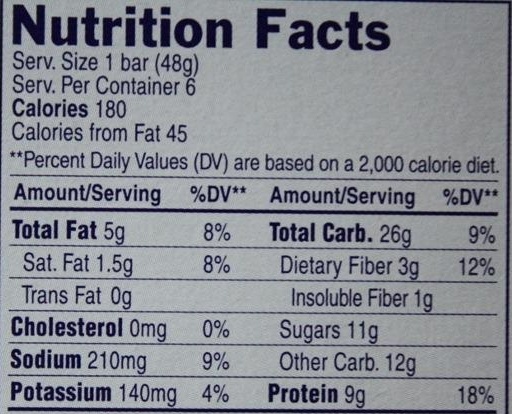 Nutrition Facts
Serv. Size 1 bar (48g)
Serv. Per Container 6
Calories 180
Calories from Fat 45
**Percent Daily Values (DV) are based on a 2,000 calorie diet.
Amount/Serving %DV** Amount/Serving %DV**
Total Fat 5g 8% Total Carb. 26g 9%
Sat. Fat 1.5g 8% Dietary Fiber 3g 12%
Trans Fat 0g Insoluble Fiber 1g
Cholesterol 0mg 0% Sugars 11g
Sodium 210mg 9% Other Carb. 12g
Potassium 140mg 4% Protein 9g 18%